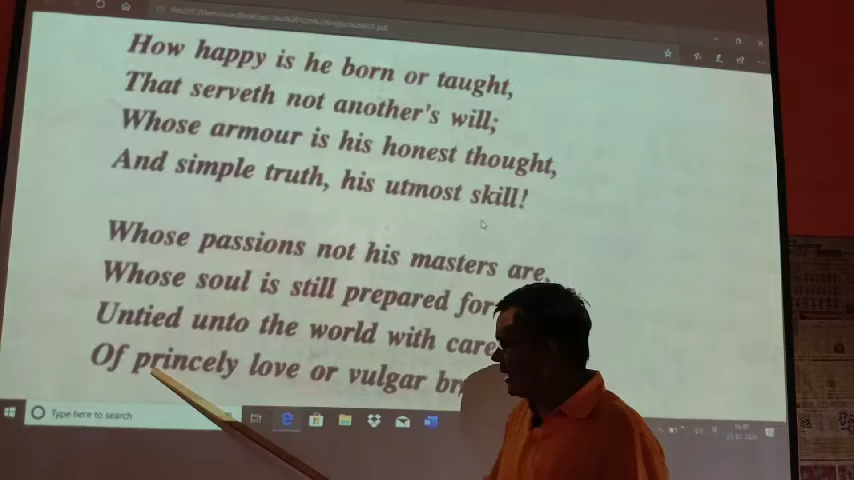 How happy is he born or taught,
That serveth not another's will;
Whose armour is his honest thought,
And simple truth, his utmost skill!
Whose passions not his masters are,
Whose soul is still prepared for
Untied unto the world with care
Of princely love or vulgar
Type here to search